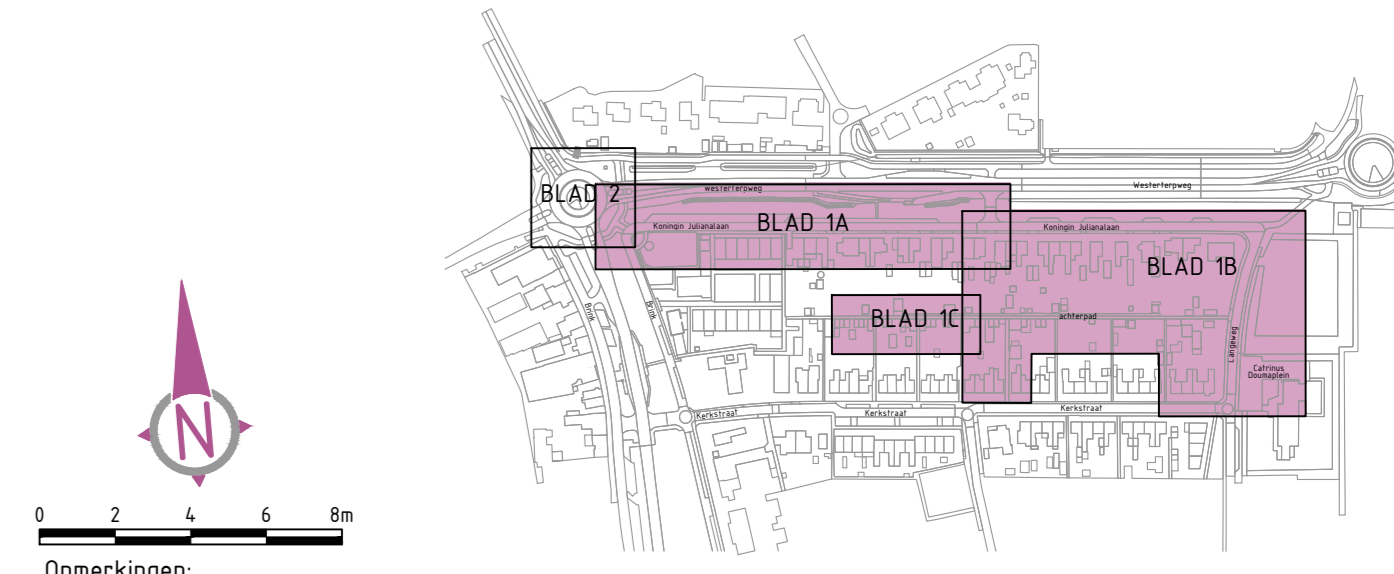 BLAD 2
Westerterpweg
Westerterpweg
BLAD 1A
Koningin Julianalaan
Koningin Julianalaan
BLAD 1B
Brink
Brink
BLAD 1C
achterpad
Langeweg
Catrinus
Doumaplein
Kerkstraat
Kerkstraat
Kerkstraat
N
0 2 4 6 8m
Opmerkingen: